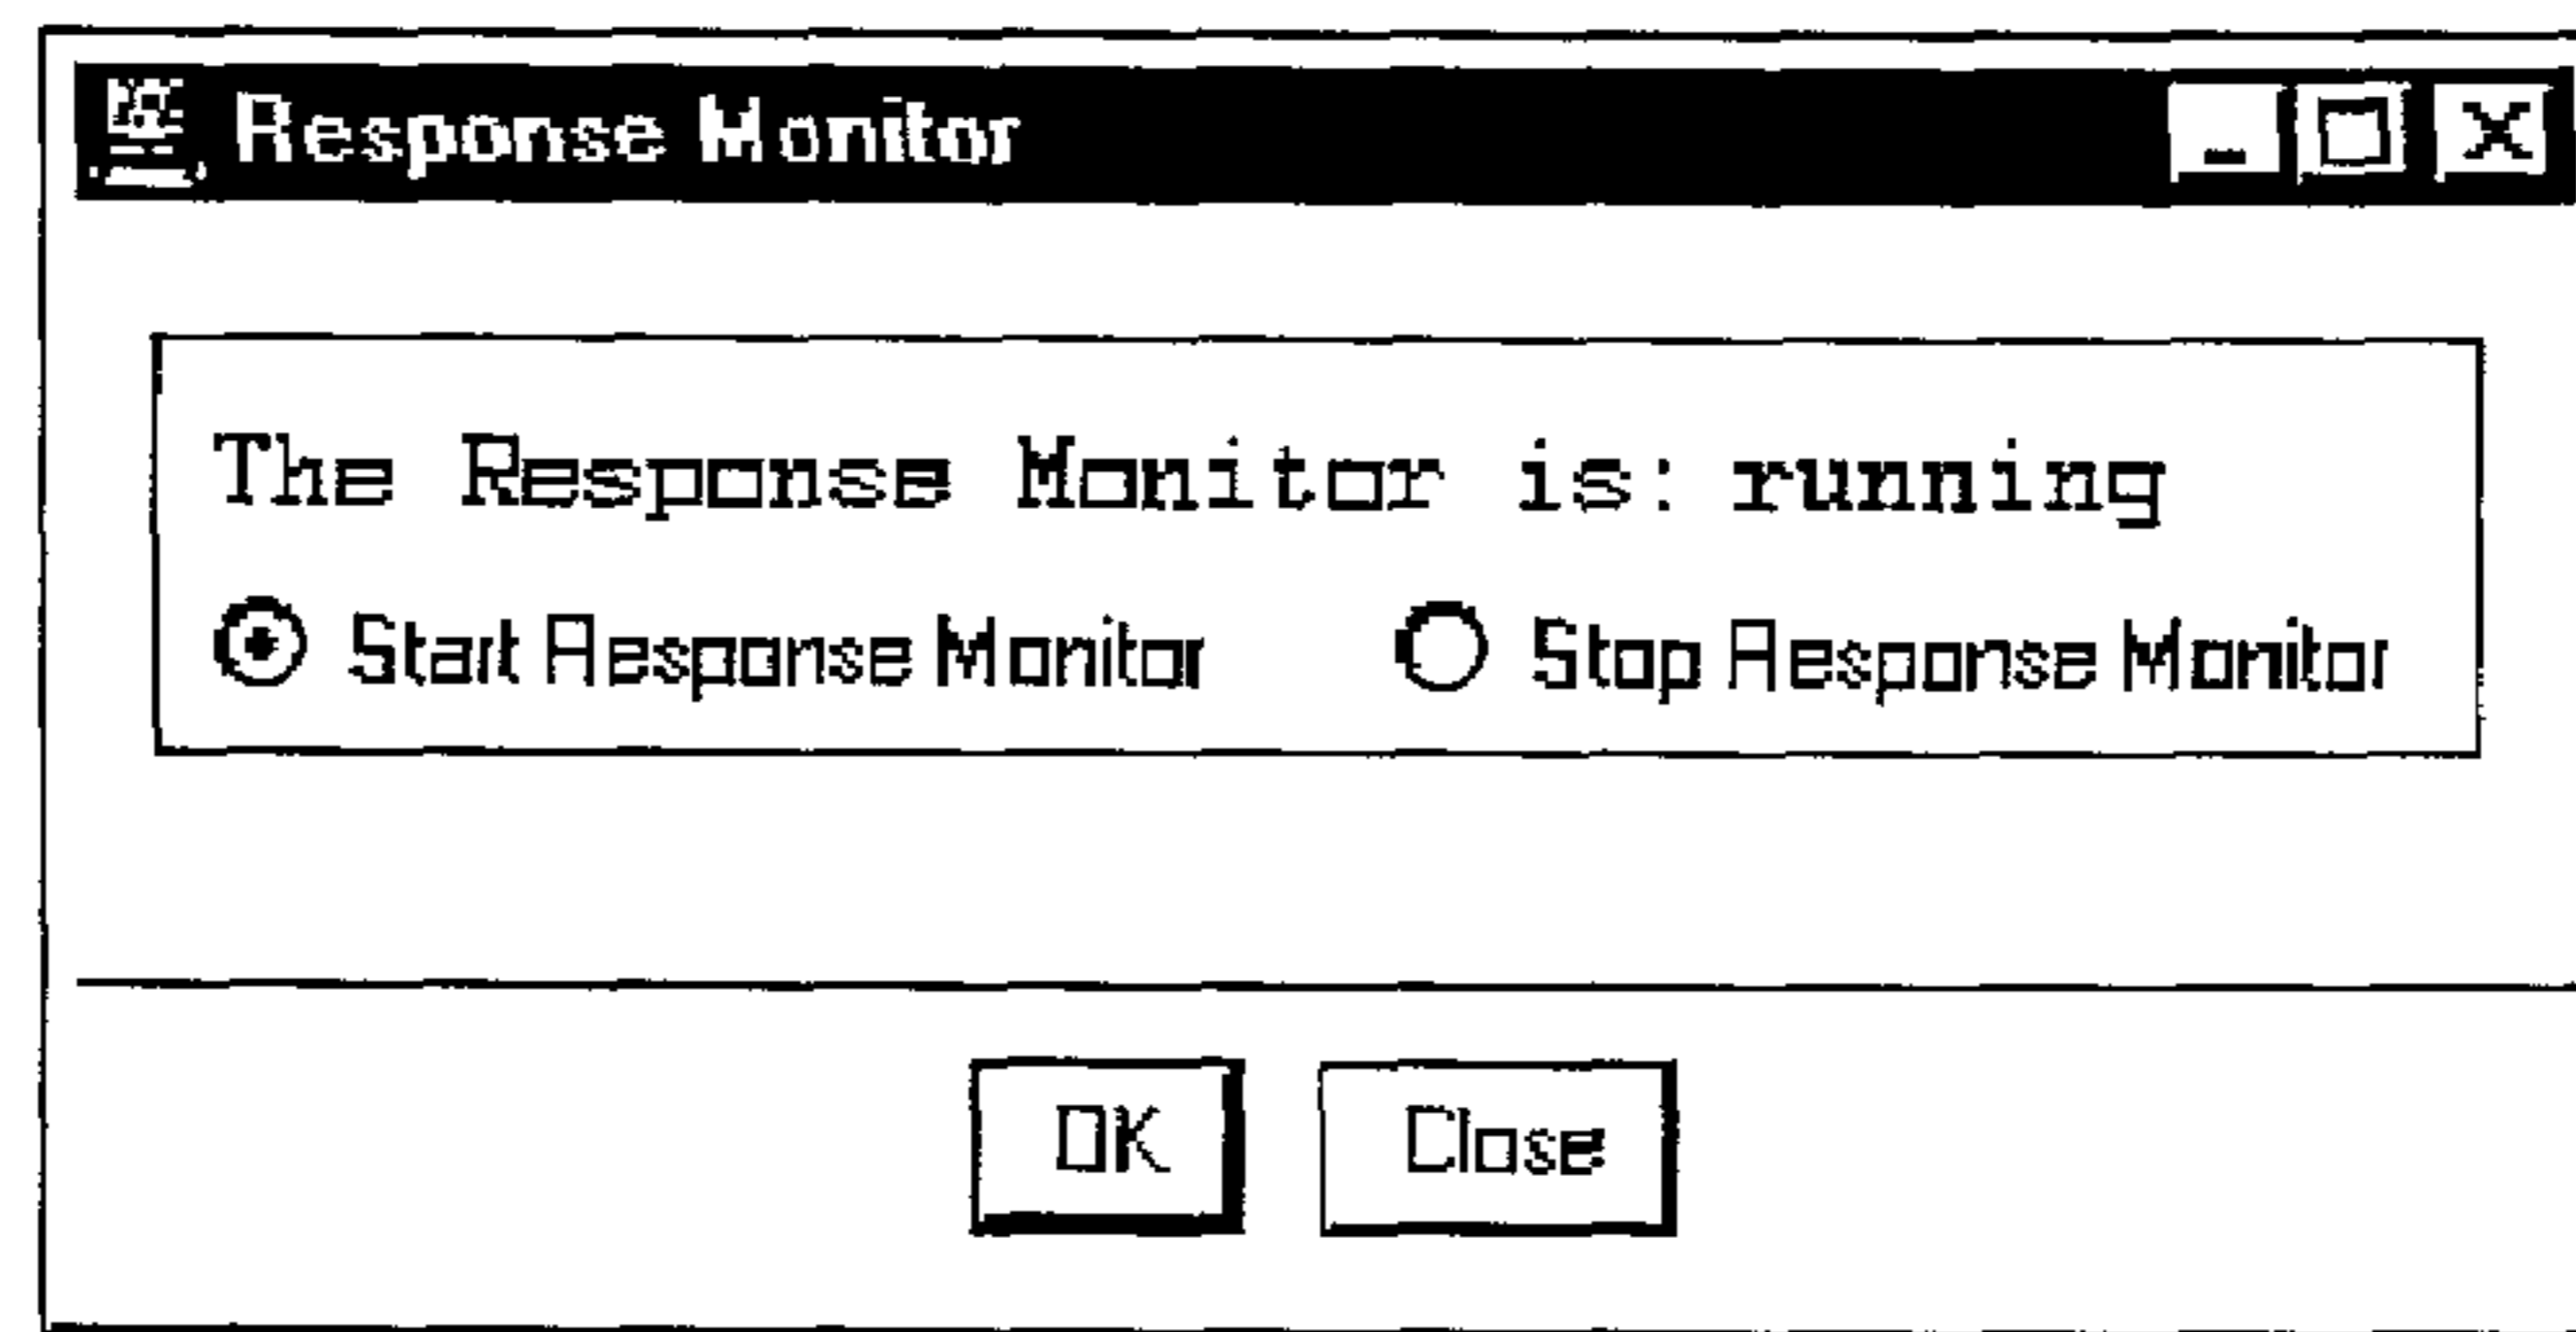 Response Monitor
The Response Monitor is: running
Start Response Monitor Stop Response Monitor
OK Close